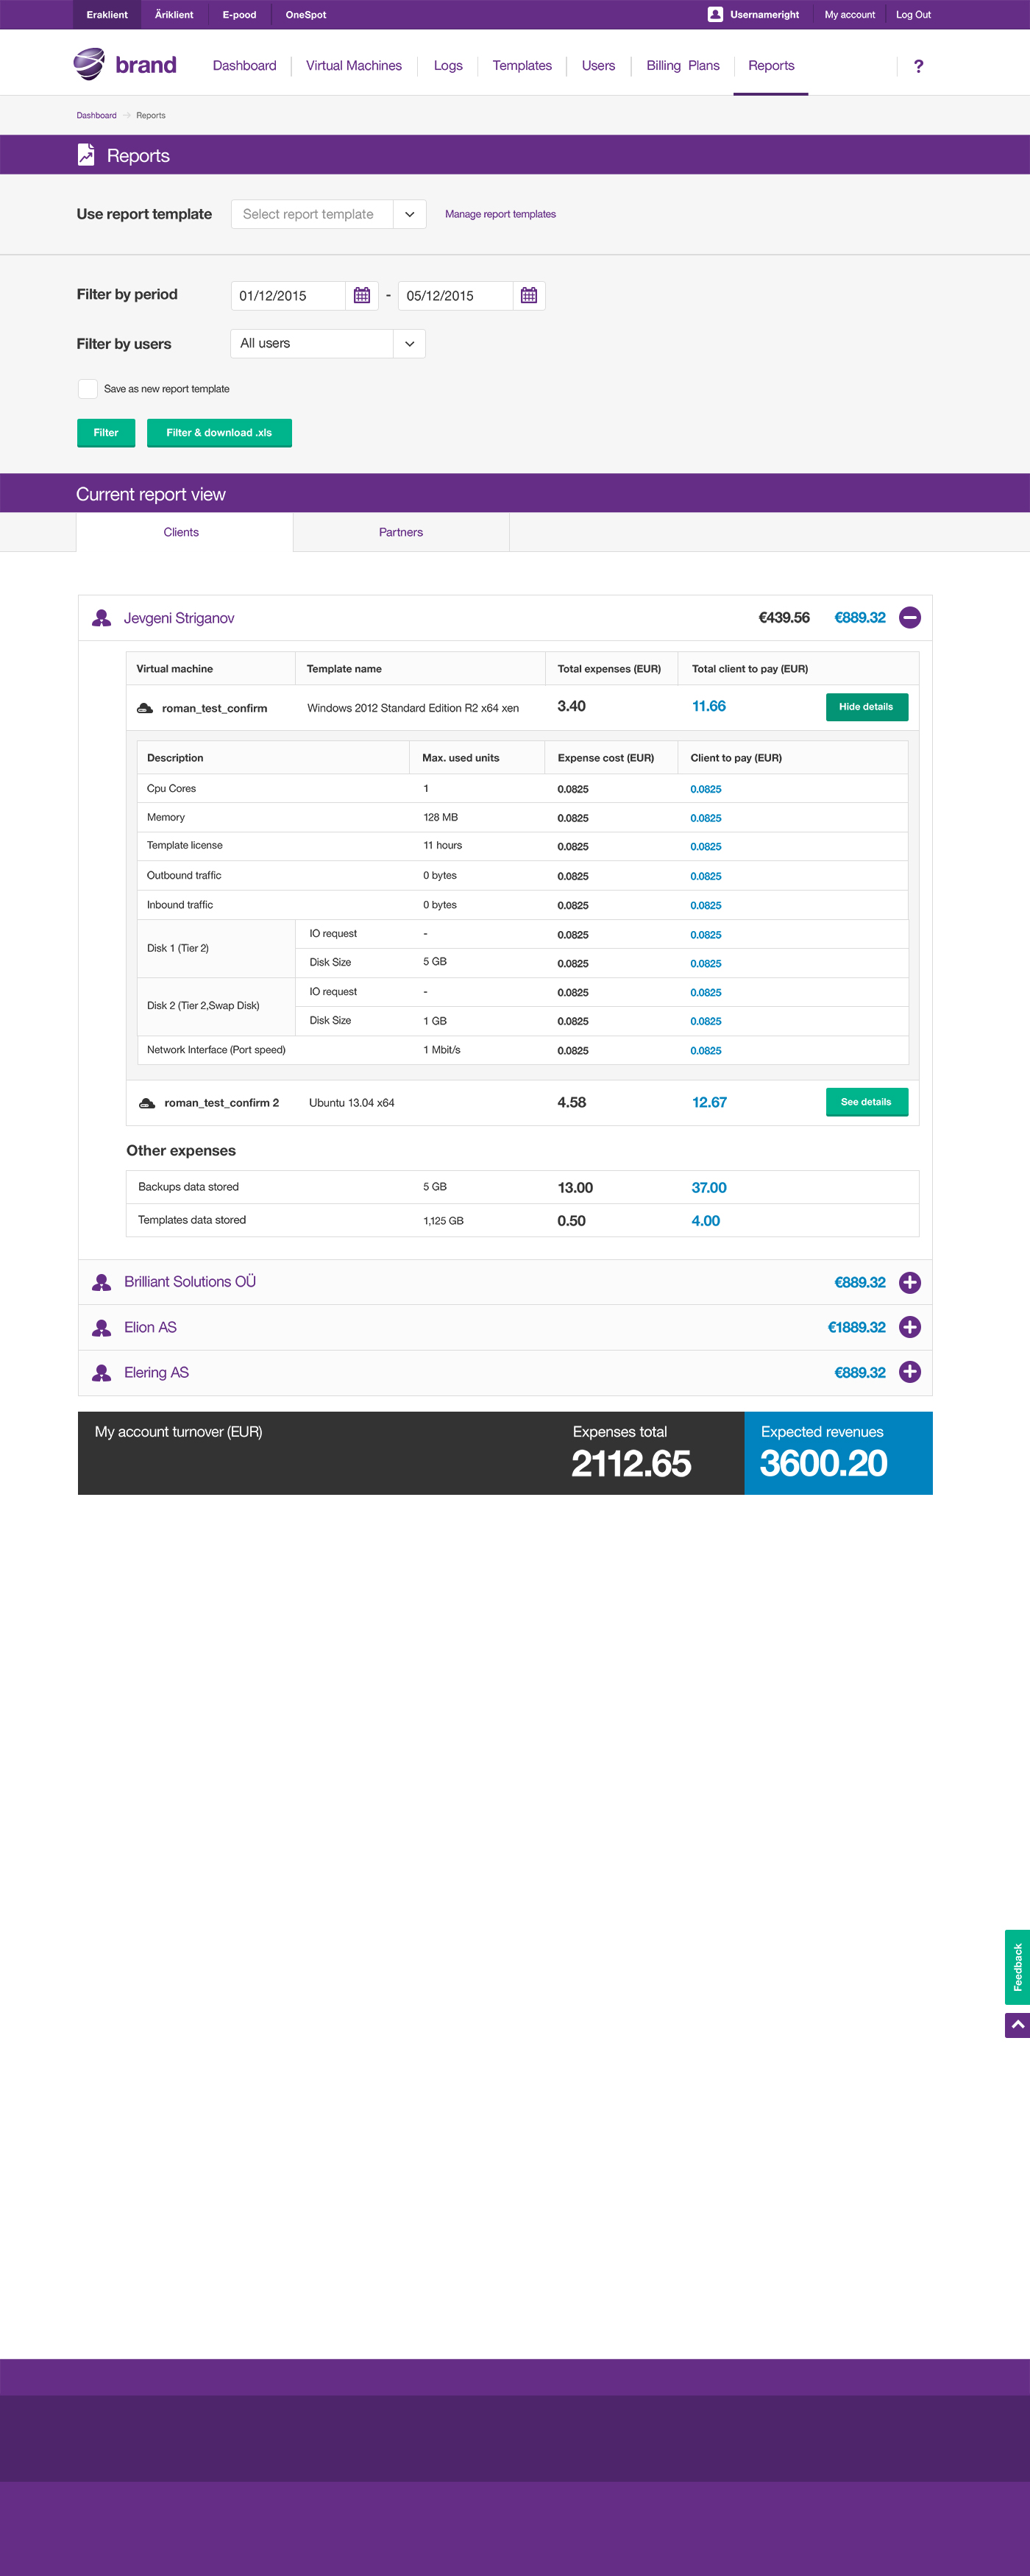 Eraklient Äriklient E-pood OneSpot Usernameright My account Log Out
brand Dashboard Virtual Machines Logs Templates Users Billing Plans Reports ?
Dashboard Reports
Reports
Use report template Select report template Manage report templates
Filter by period 01/12/2015 - 05/12/2015
Filter by users All users
Save as new report template
Filter Filter & download .xls
Current report view
Clients Partners
Jevgeni Striganov €439.56 €889.32
Virtual machine Template name Total expenses (EUR) Total client to pay (EUR)
roman_test_confirm Windows 2012 Standard Edition R2 x64 xen 3.40 11.66 Hide details
Description Max. used units Expense cost (EUR) Client to pay (EUR)
Cpu Cores 1 0.0825 0.0825
Memory 128 MB 0.0825 0.0825
Template license 11 hours 0.0825 0.0825
Outbound traffic 0 bytes 0.0825 0.0825
Inbound traffic 0 bytes 0.0825 0.0825
Disk 1 (Tier 2) IO request - 0.0825 0.0825
Disk Size 5 GB 0.0825 0.0825
Disk 2 (Tier 2,Swap Disk) IO request - 0.0825 0.0825
Disk Size 1 GB 0.0825 0.0825
Network Interface (Port speed) 1 Mbit/s 0.0825 0.0825
roman_test_confirm 2 Ubuntu 13.04 x64 4.58 12.67 See details
Other expenses
Backups data stored 5 GB 13.00 37.00
Templates data stored 1,125 GB 0.50 4.00
Brilliant Solutions OÜ €889.32
Elion AS €1889.32
Elering AS €889.32
My account turnover (EUR) Expenses total Expected revenues
2112.65 3600.20
Feedback